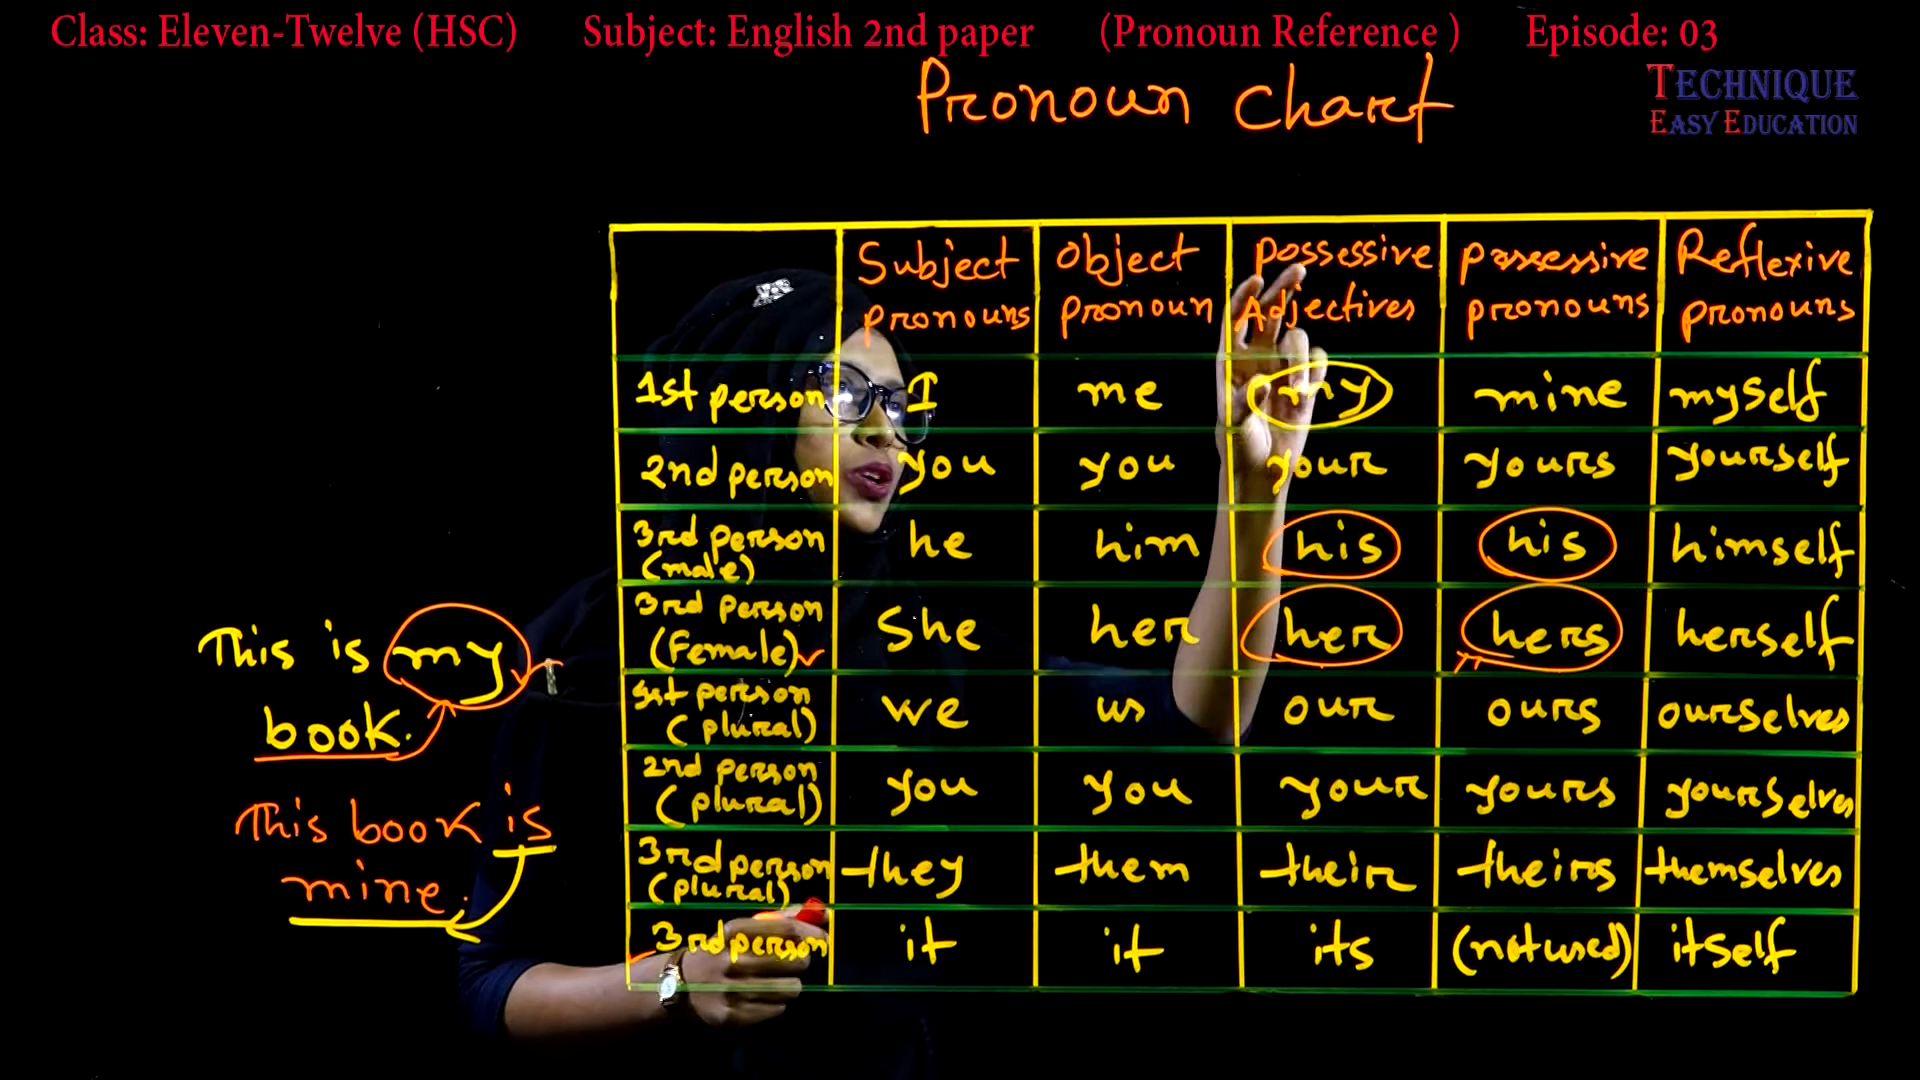 Class: Eleven-Twelve (HSC) Subject: English 2nd paper (Pronoun Reference ) Episode: 03
TECHNIQUE
EASY EDUCATION
Pronoun chart
Subject pronouns Object pronoun possessive Adjectives possessive pronouns Reflexive pronouns
1st person I me my mine myself
2nd person you you your yours yourself
3rd person (male) he him his his himself
3rd person (Female) She her her hers herself
1st person (plural) we us our ours ourselves
2nd person (plural) you you your yours yourselves
3rd person (plural) they them their theirs themselves
3rd person it it its (not used) itself
This is my
book.
This book is
mine.